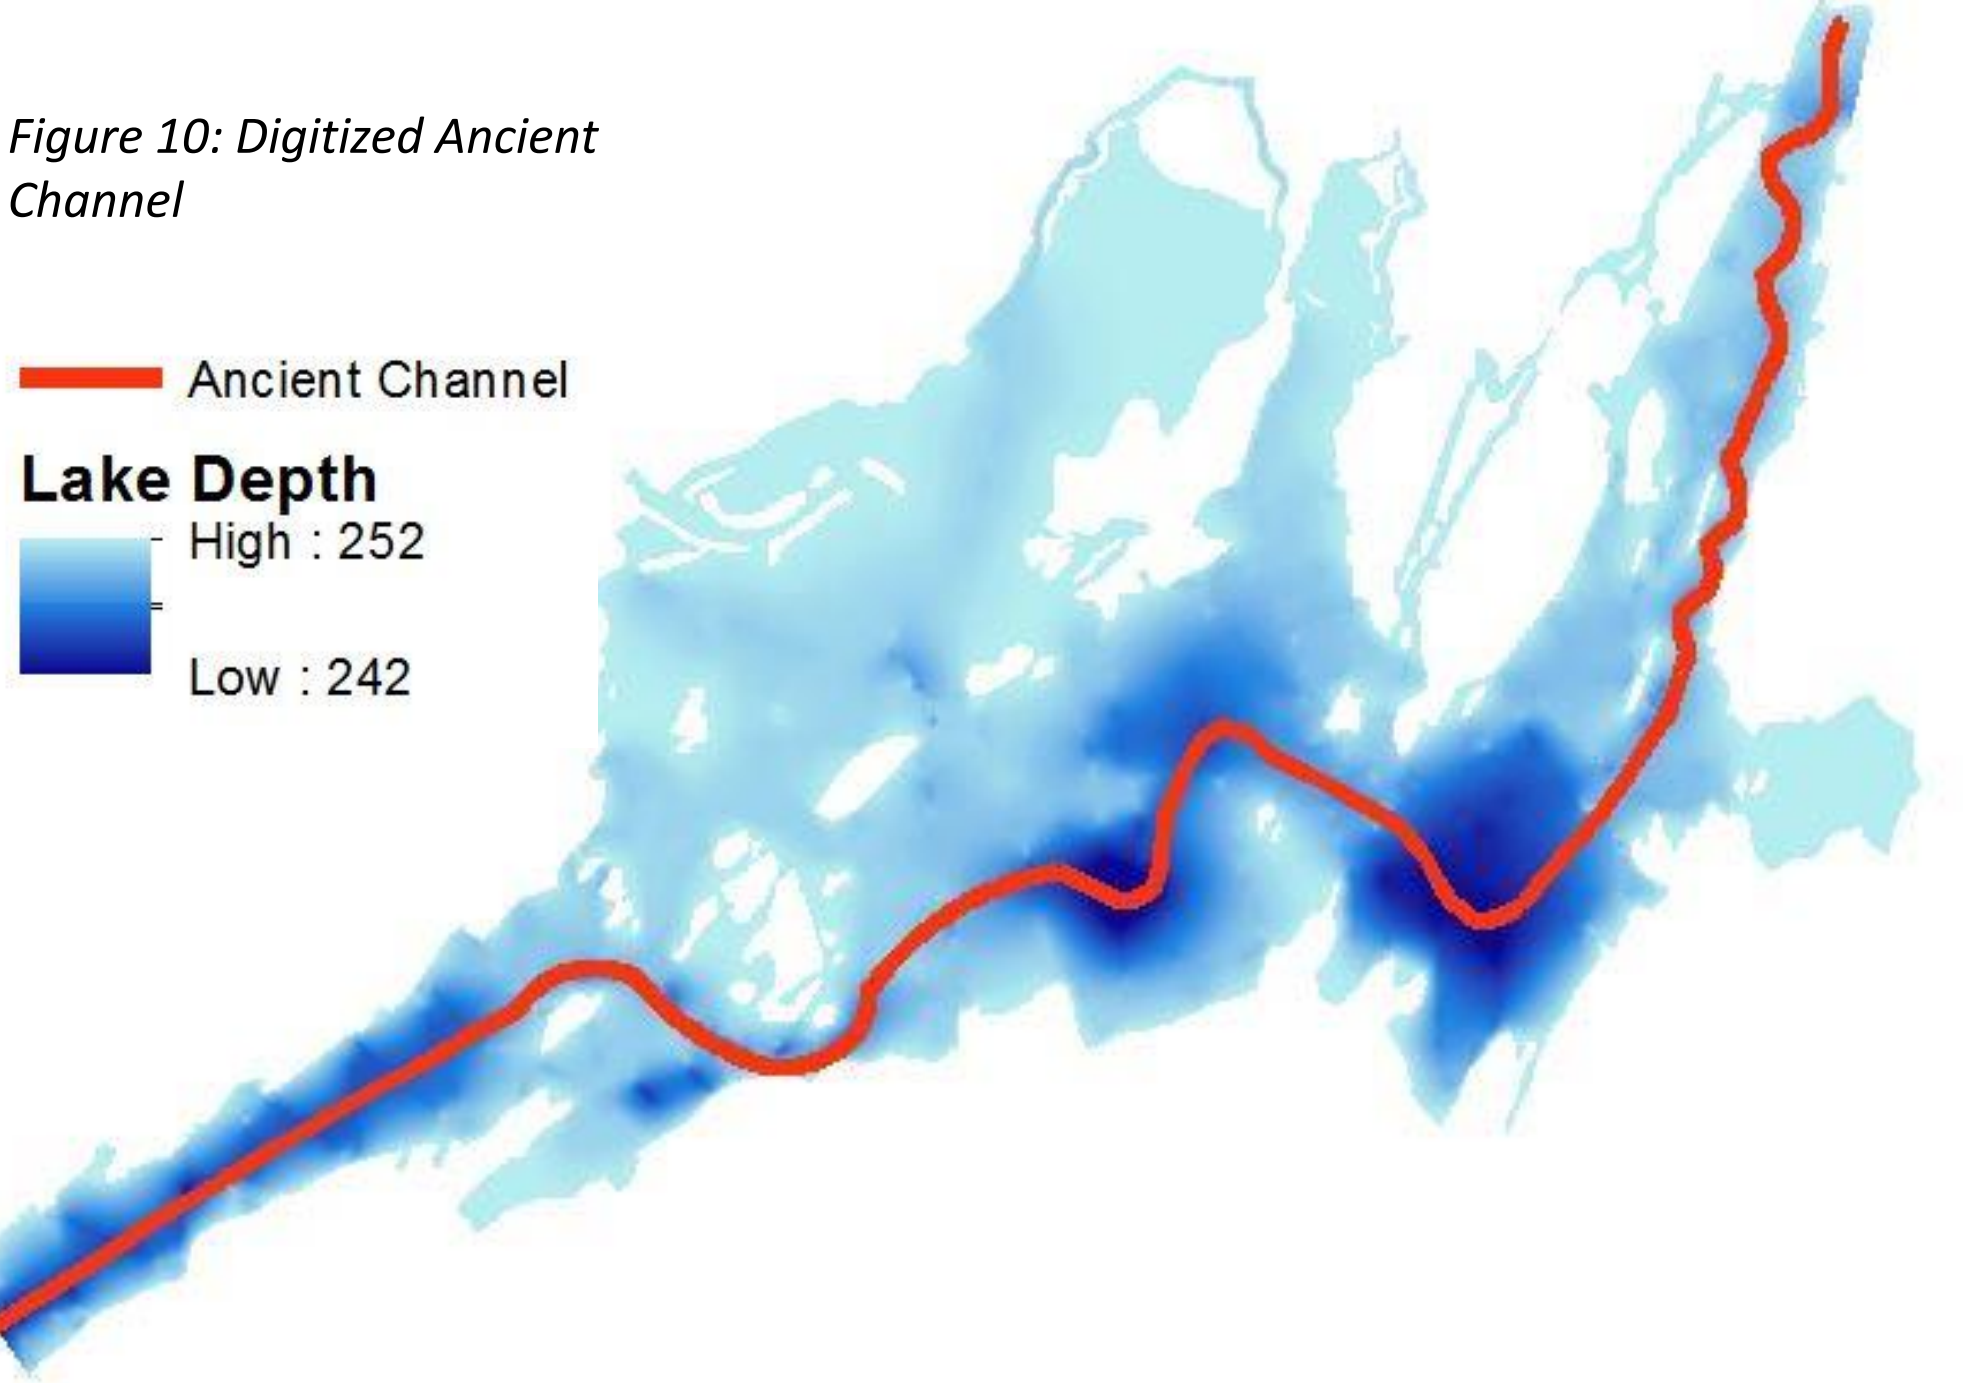 Figure 10: Digitized Ancient
Channel
Ancient Channel
Lake Depth
High : 252
Low : 242